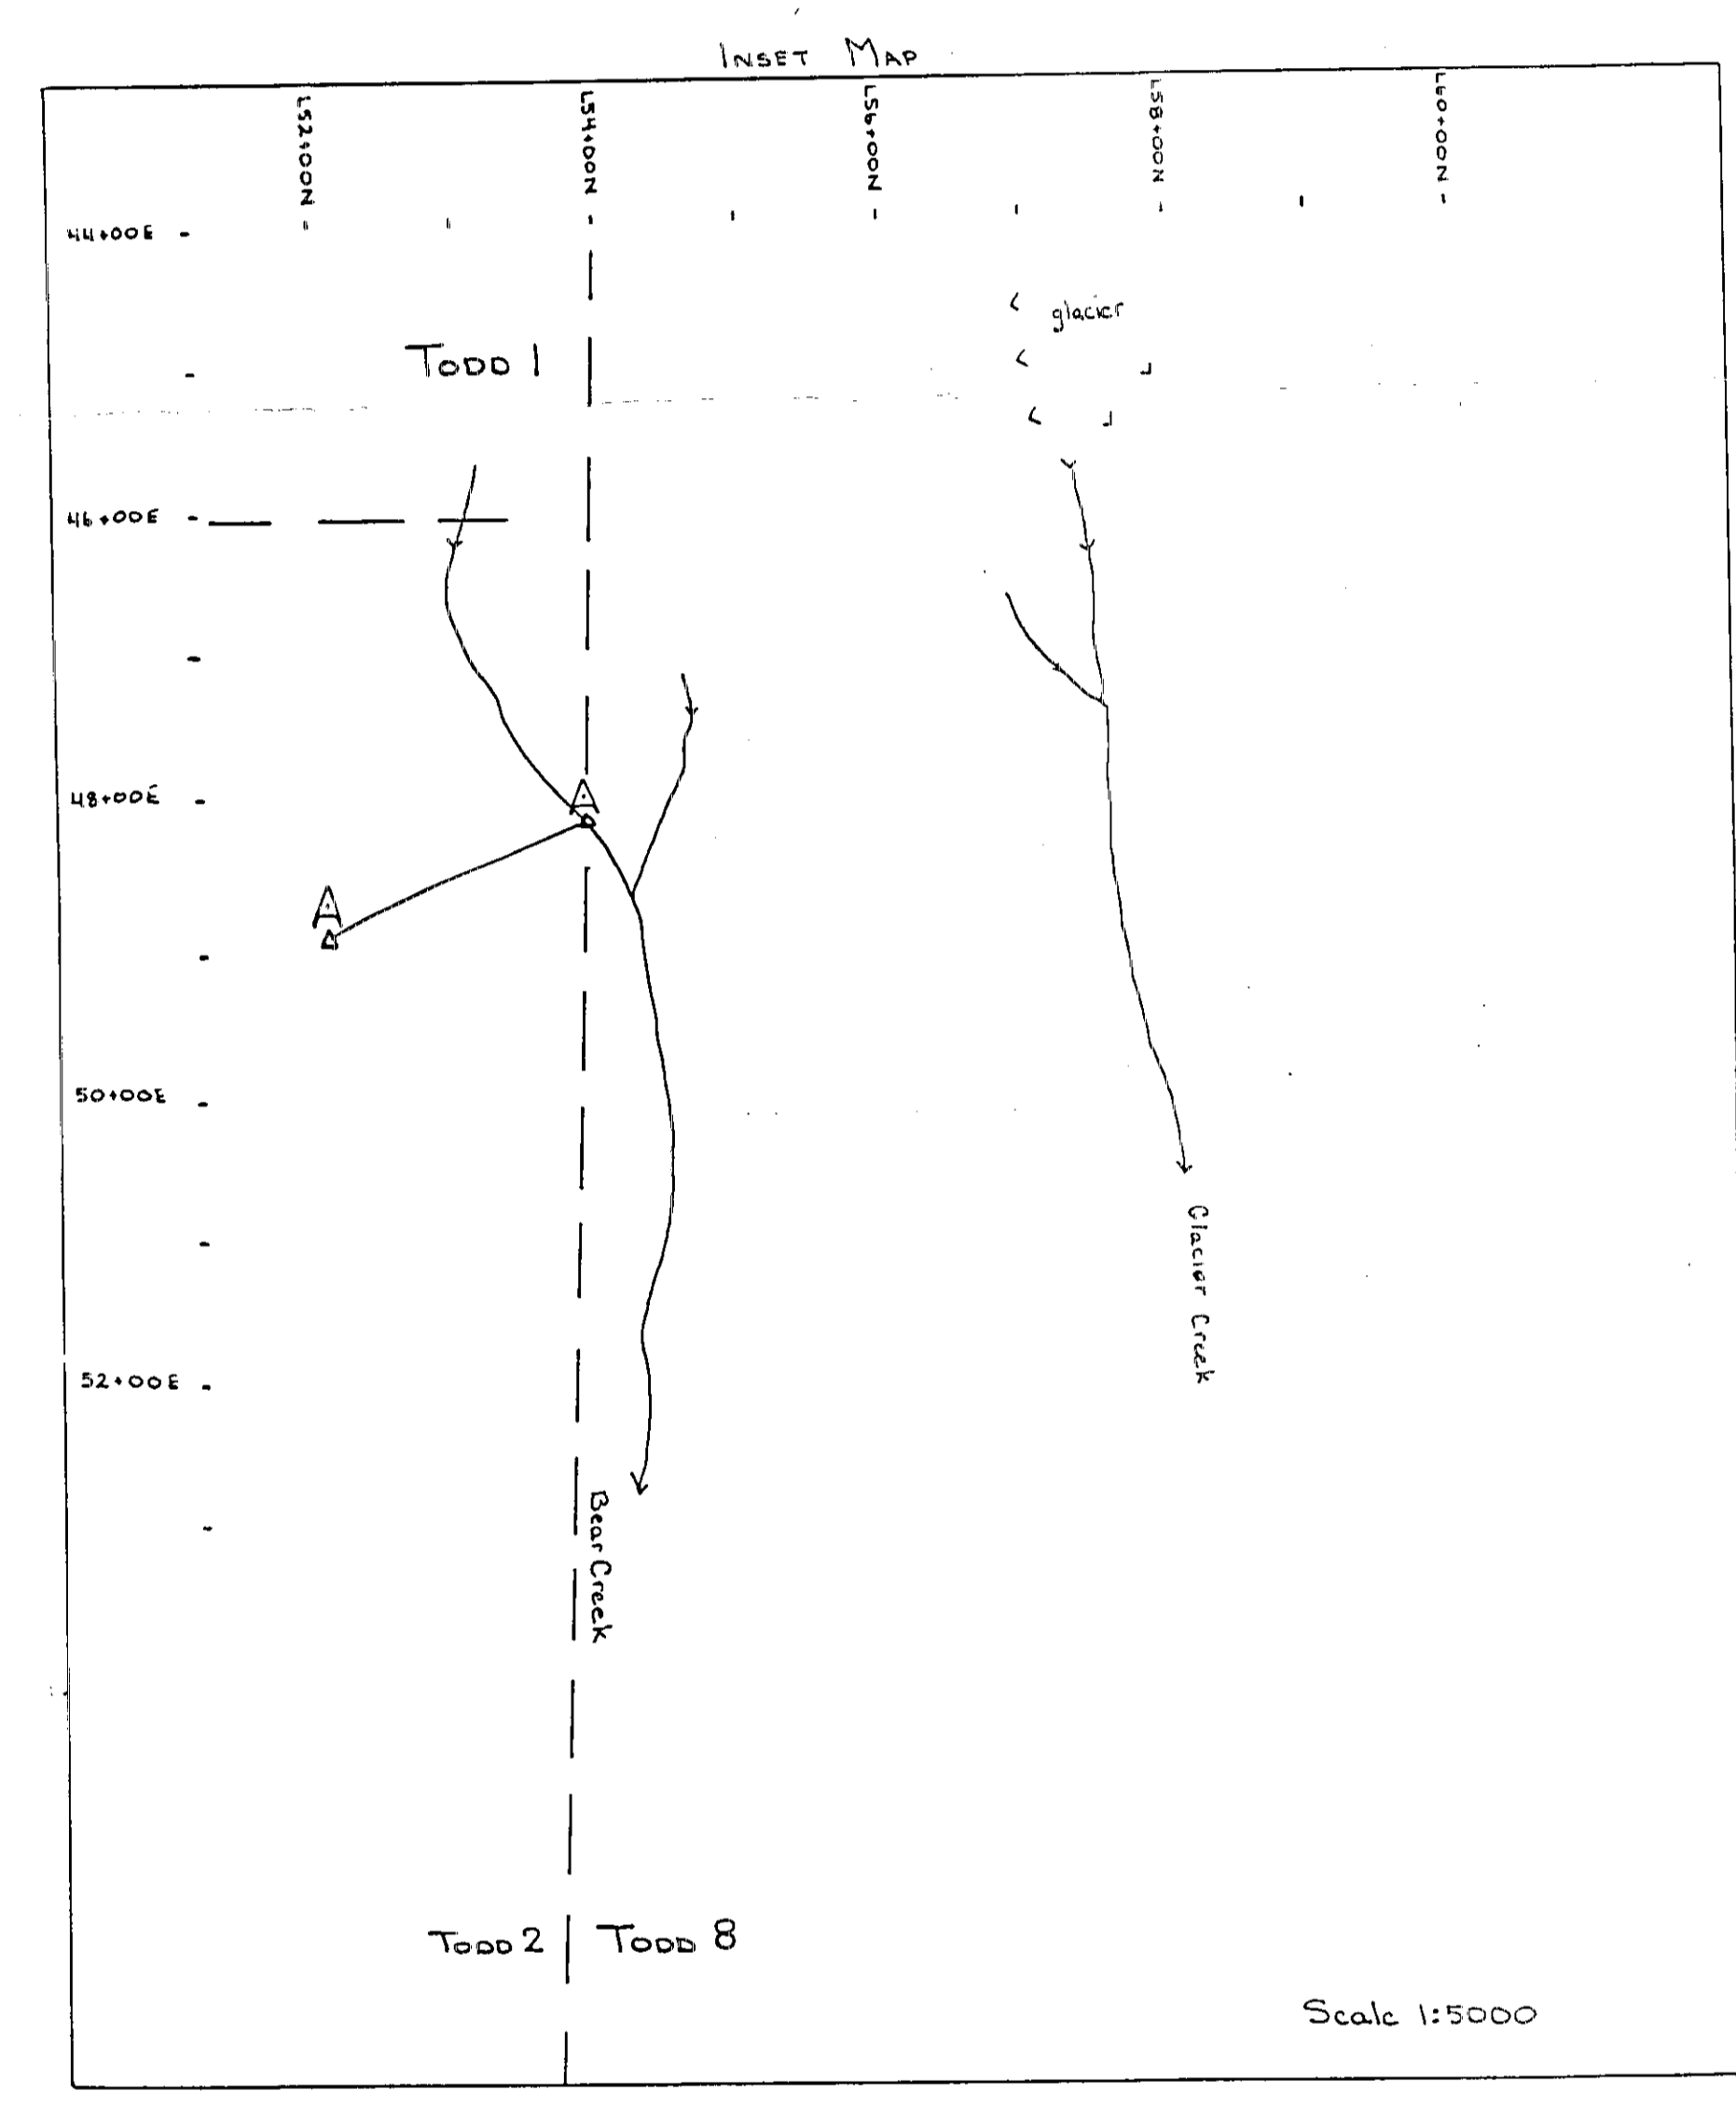 INSET MAP
L52+00N
L54+00N
L56+00N
L58+00N
L60+00N
44+00E
glacier
TODD 1
46+00E
48+00E
A
A
50+00E
Glacier Creek
52+00E
Bear Creek
TODD 2
TODD 8
Scale 1:5000